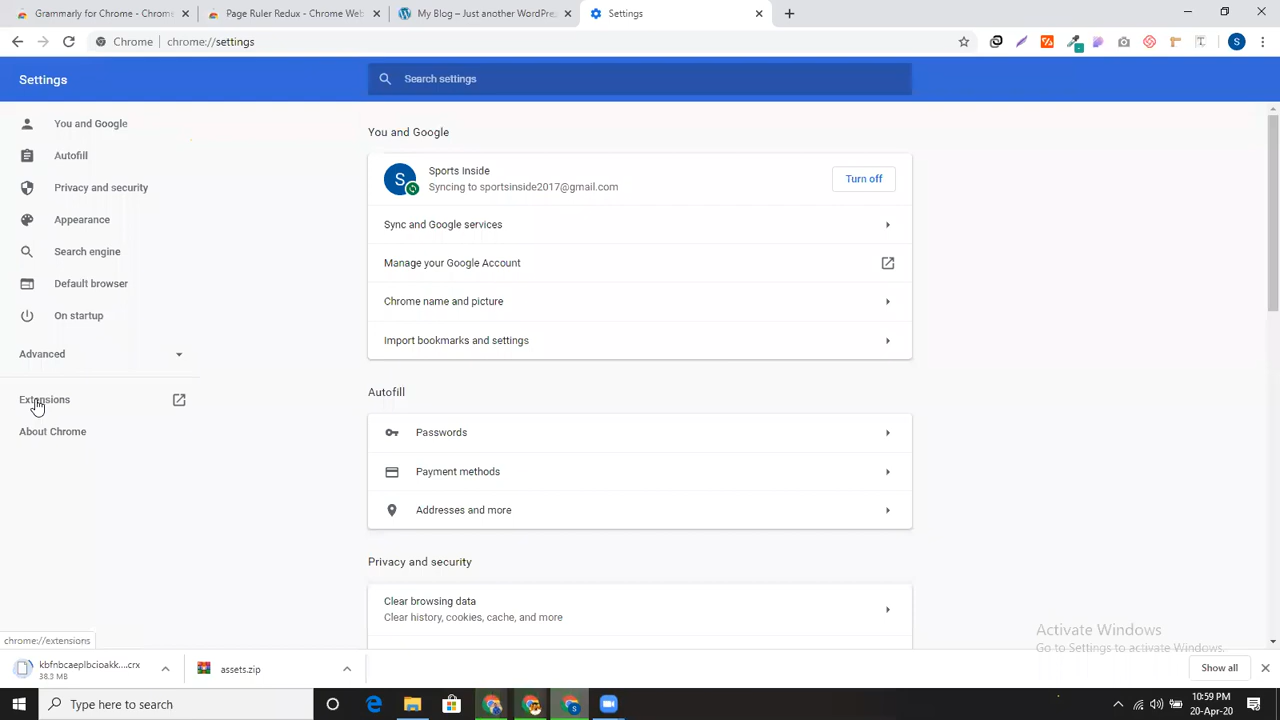 Grammarly for Chrome - Chrome
Page Ruler Redux - Chrome Web
My Blog – Just another WordPre
Settings
Chrome
chrome://settings
S
Settings
Search settings
You and Google
Autofill
Privacy and security
Appearance
Search engine
Default browser
On startup
Advanced
Extensions
About Chrome
You and Google
S
Sports Inside
Syncing to sportsinside2017@gmail.com
Turn off
Sync and Google services
Manage your Google Account
Chrome name and picture
Import bookmarks and settings
Autofill
Passwords
Payment methods
Addresses and more
Privacy and security
Clear browsing data
Clear history, cookies, cache, and more
Activate Windows
Go to Settings to activate Windows.
chrome://extensions
kbfnbcaeplbcioakk....crx
38.3 MB
assets.zip
Show all
Type here to search
10:59 PM
20-Apr-20